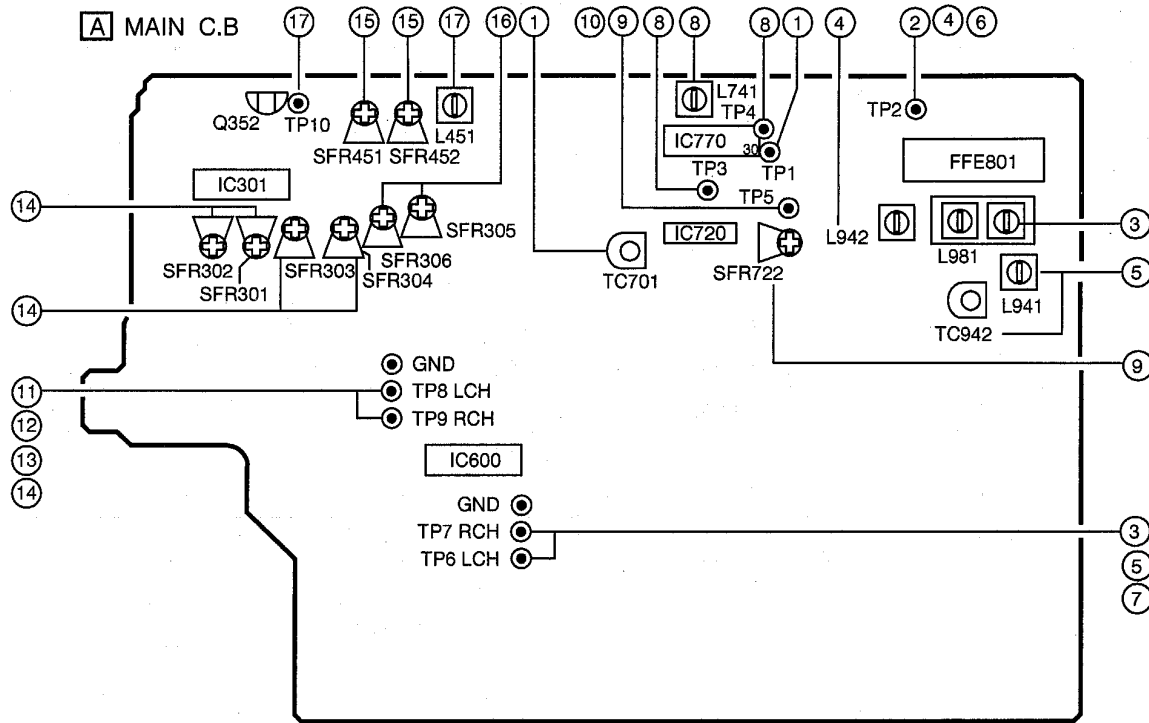 A MAIN C.B
17 15 15 17 16 1 10 9 8 8 8 1 4 2 4 6
Q352 TP10 L451 L741 TP4 TP2
SFR451 SFR452 IC770 30 TP1 FFE801
IC301 TP3
14 TP5 3
SFR305 IC720 L942
SFR302 SFR303 SFR306 L981
SFR301 SFR304 TC701 SFR722 5
L941
14 TC942
GND 9
11 TP8 LCH
12 TP9 RCH
13 IC600
14
GND
TP7 RCH 3
TP6 LCH 5
7